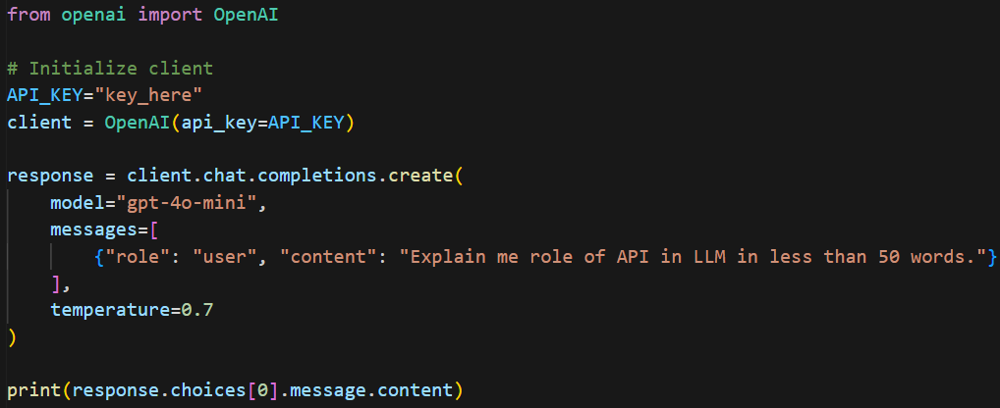 from openai import OpenAI
# Initialize client
API_KEY="key_here"
client = OpenAI(api_key=API_KEY)
response = client.chat.completions.create(
    model="gpt-4o-mini",
    messages=[
        {"role": "user", "content": "Explain me role of API in LLM in less than 50 words."}
    ],
    temperature=0.7
)
print(response.choices[0].message.content)